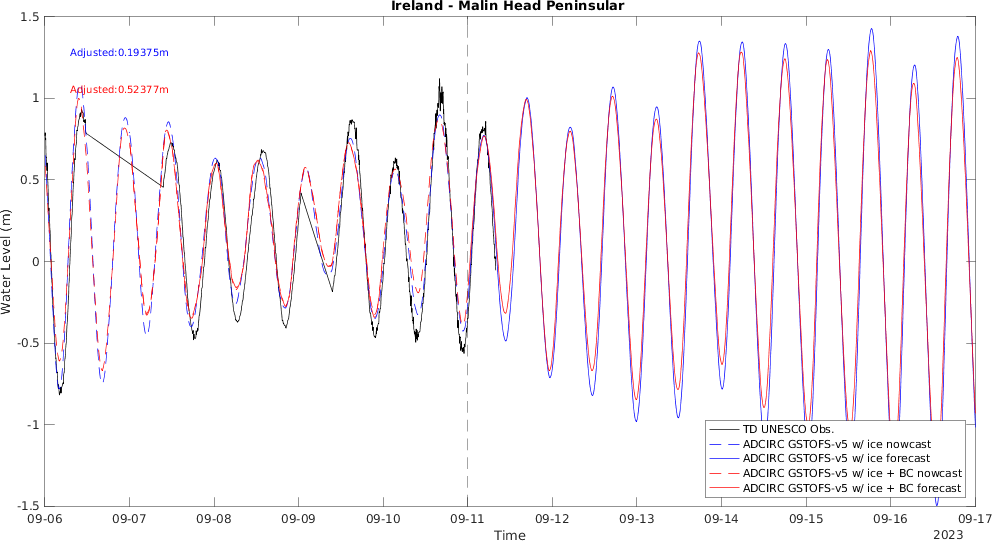 Ireland - Malin Head Peninsular
Adjusted:0.19375m
Adjusted:0.52377m
Water Level (m)
1.5
1
0.5
0
-0.5
-1
-1.5
TD UNESCO Obs.
ADCIRC GSTOFS-v5 w/ ice nowcast
ADCIRC GSTOFS-v5 w/ ice forecast
ADCIRC GSTOFS-v5 w/ ice + BC nowcast
ADCIRC GSTOFS-v5 w/ ice + BC forecast
09-06 09-07 09-08 09-09 09-10 09-11 09-12 09-13 09-14 09-15 09-16 09-17
Time
2023